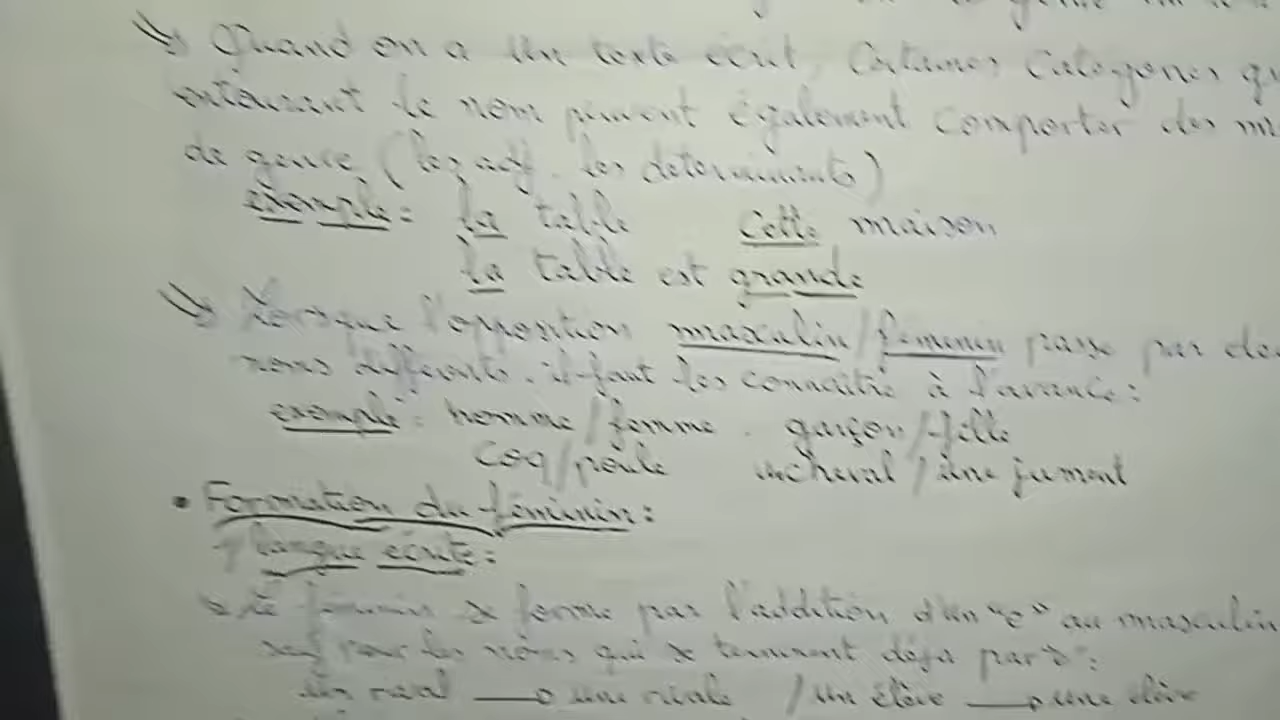 Quand on a un texte écrit, Certaines Catégories
entourant le nom peuvent également comporter des
de genre (les adj. les déterminants)
exemple: la table Cette maison
la table est grande
Lorsque l'opposition masculin/féminin passe par des
noms différents. il faut les connaitre à l'avance:
exemple: homme/femme. garçon/fille
Coq/poule un cheval / une jument
• Formation du féminin:
langue écrite:
Le féminin se forme par l'addition d'un "e" au masculin
sauf pour les noms qui se terminent déjà par "e":
un rival → une rivale / un élève → une élève